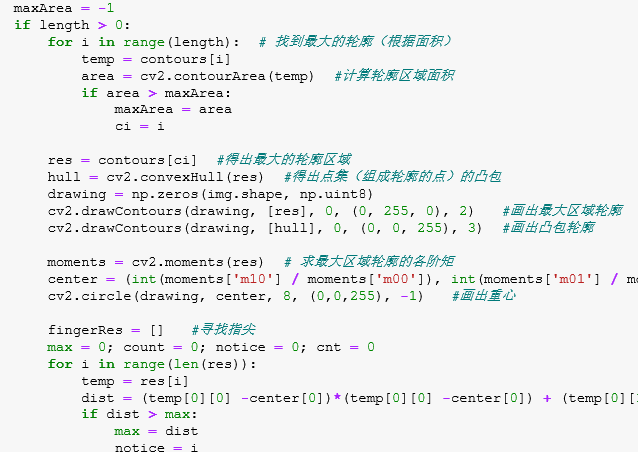 maxArea = -1
if length > 0:
    for i in range(length):  # 找到最大的轮廓（根据面积）
        temp = contours[i]
        area = cv2.contourArea(temp)  #计算轮廓区域面积
        if area > maxArea:
            maxArea = area
            ci = i

    res = contours[ci]  #得出最大的轮廓区域
    hull = cv2.convexHull(res)  #得出点集（组成轮廓的点）的凸包
    drawing = np.zeros(img.shape, np.uint8)
    cv2.drawContours(drawing, [res], 0, (0, 255, 0), 2)   #画出最大区域轮廓
    cv2.drawContours(drawing, [hull], 0, (0, 0, 255), 3)  #画出凸包轮廓

    moments = cv2.moments(res)  # 求最大区域轮廓的各阶矩
    center = (int(moments['m10'] / moments['m00']), int(moments['m01'] / mo
    cv2.circle(drawing, center, 8, (0,0,255), -1)   #画出重心

    fingerRes = []   #寻找指尖
    max = 0; count = 0; notice = 0; cnt = 0
    for i in range(len(res)):
        temp = res[i]
        dist = (temp[0][0] -center[0])*(temp[0][0] -center[0]) + (temp[0][
        if dist > max:
            max = dist
            notice = i